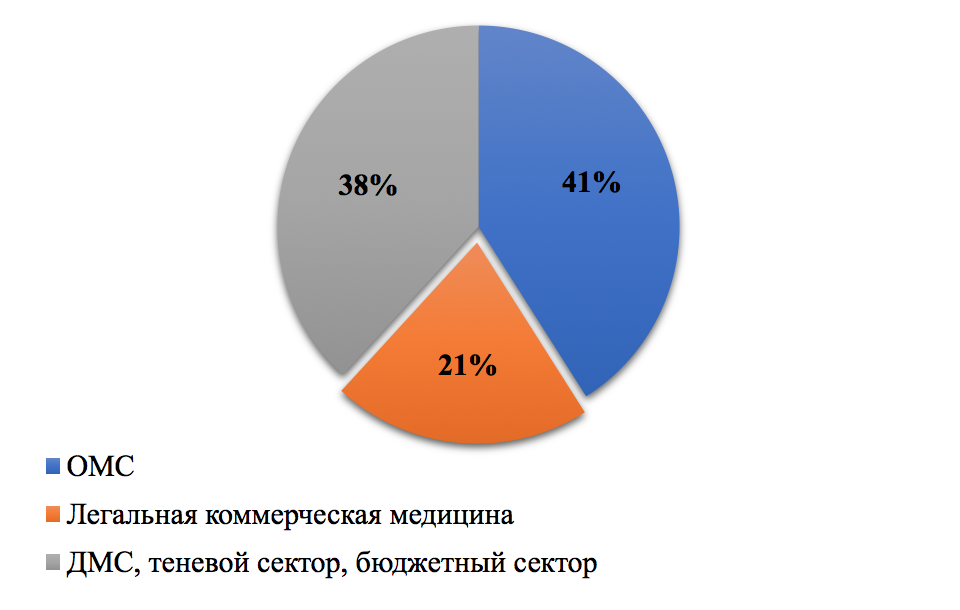 38%
41%
21%
ОМС
Легальная коммерческая медицина
ДМС, теневой сектор, бюджетный сектор